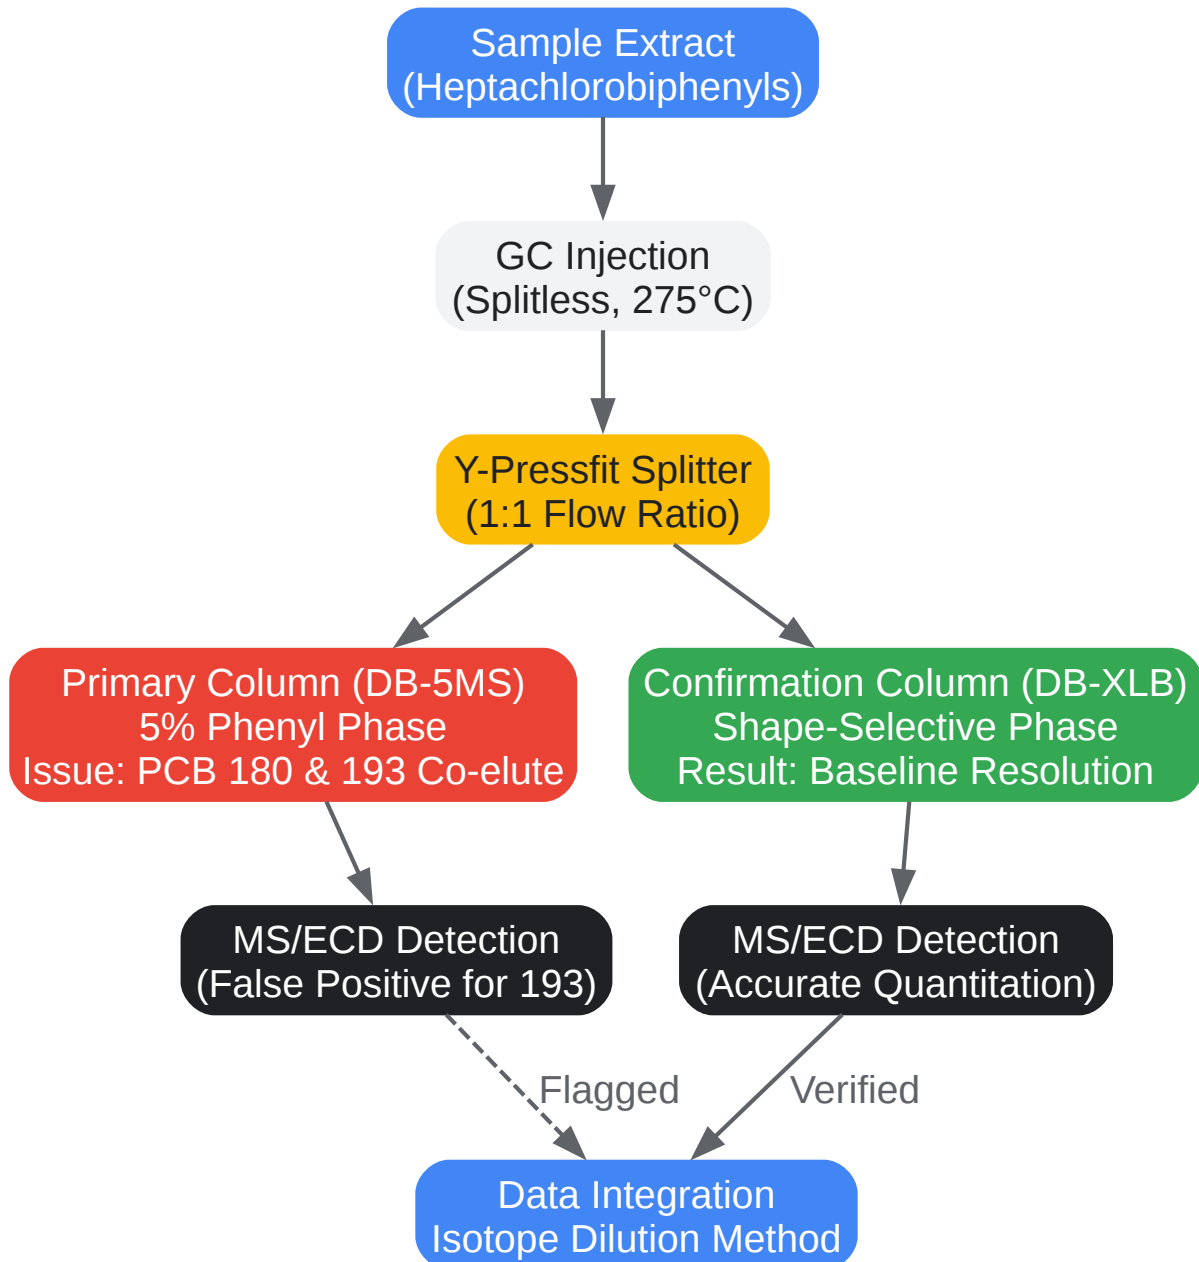 Sample Extract
(Heptachlorobiphenyls)
GC Injection
(Splitless, 275°C)
Y-Pressfit Splitter
(1:1 Flow Ratio)
Primary Column (DB-5MS)
5% Phenyl Phase
Issue: PCB 180 & 193 Co-elute
Confirmation Column (DB-XLB)
Shape-Selective Phase
Result: Baseline Resolution
MS/ECD Detection
(False Positive for 193)
MS/ECD Detection
(Accurate Quantitation)
Flagged
Verified
Data Integration
Isotope Dilution Method